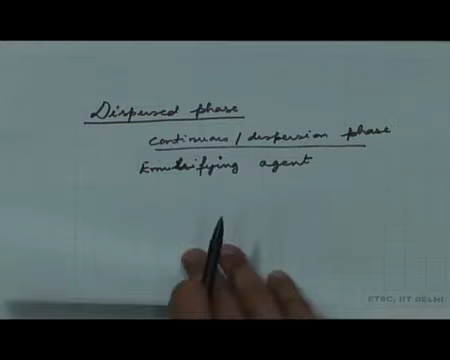 Dispersed phase
continuous / dispersion phase
Emulsifying agent
ETSC, IIT DELHI